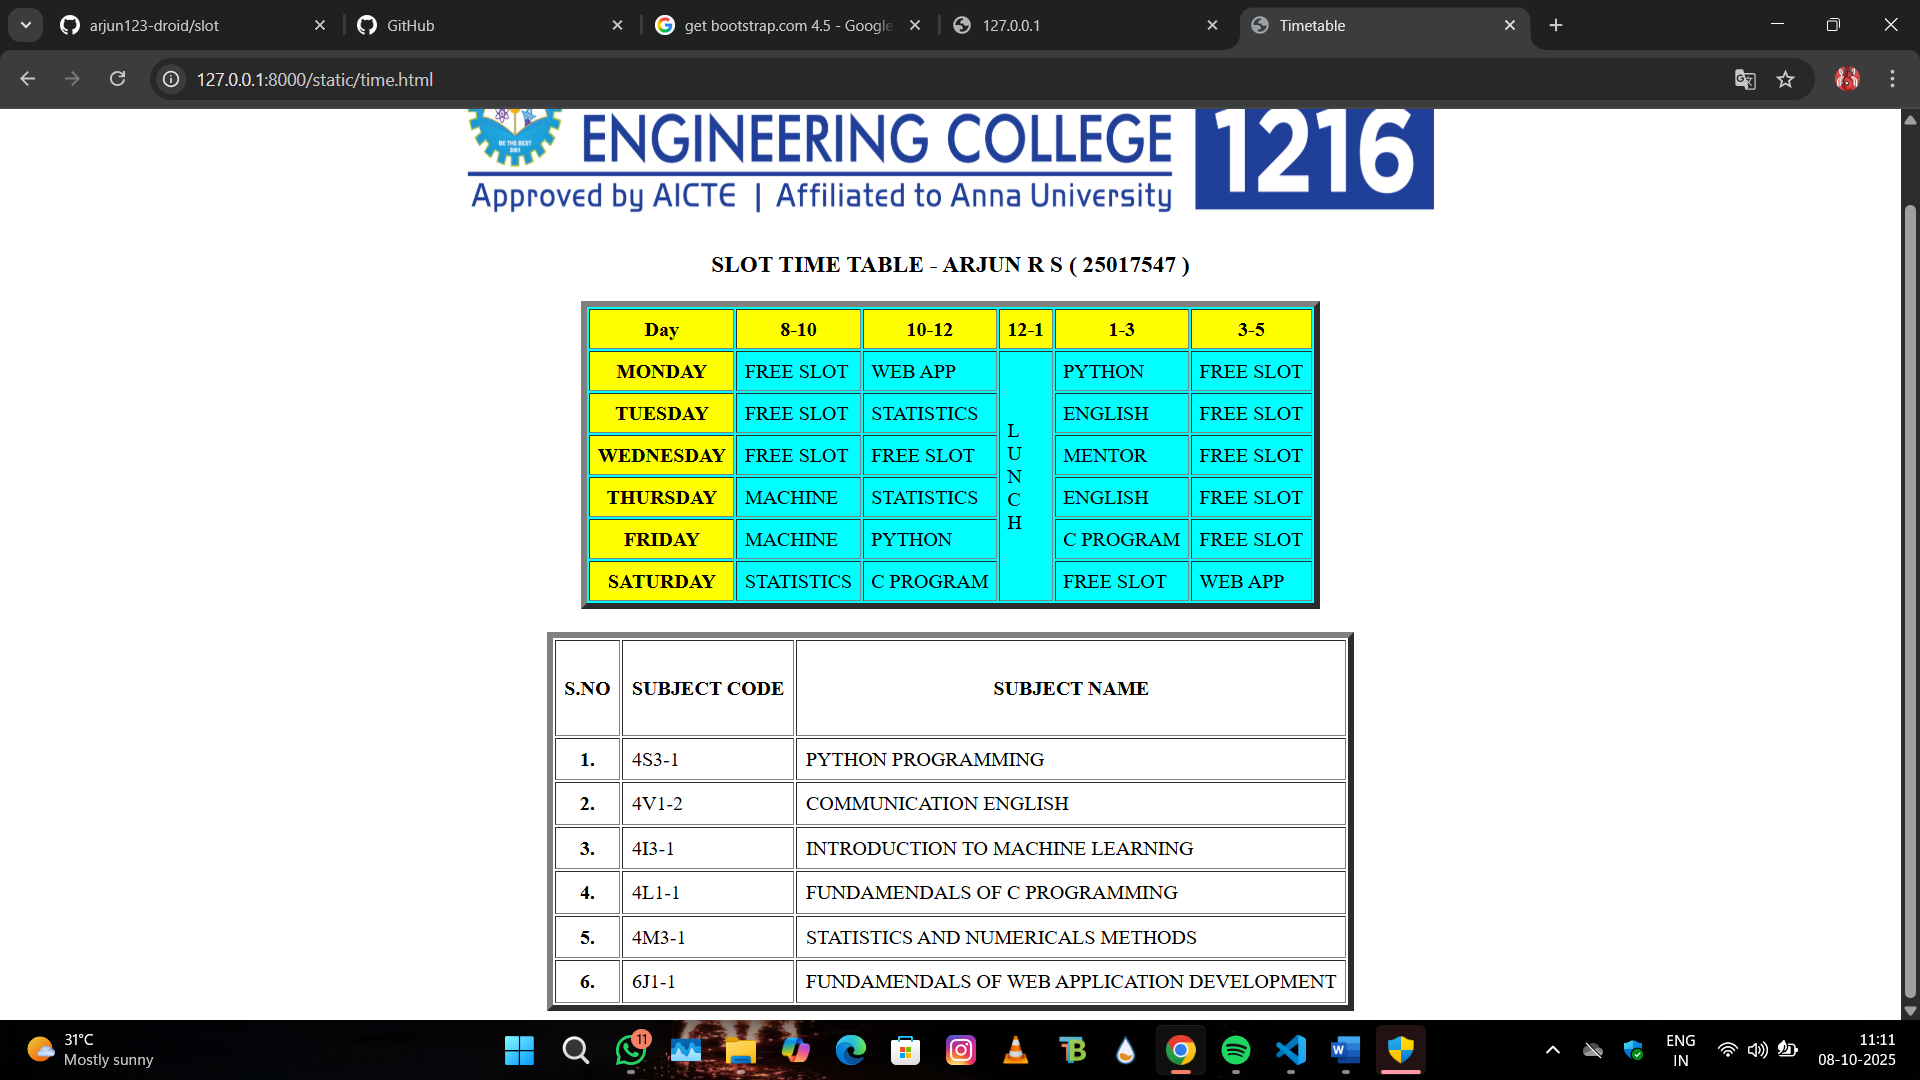 arjun123-droid/slot
GitHub
get bootstrap.com 4.5 - Google
127.0.0.1
Timetable
127.0.0.1:8000/static/time.html
BE THE BEST
2001
ENGINEERING COLLEGE
1216
Approved by AICTE | Affiliated to Anna University
SLOT TIME TABLE - ARJUN R S ( 25017547 )
Day 8-10 10-12 12-1 1-3 3-5
MONDAY FREE SLOT WEB APP PYTHON FREE SLOT
TUESDAY FREE SLOT STATISTICS ENGLISH FREE SLOT
WEDNESDAY FREE SLOT FREE SLOT MENTOR FREE SLOT
THURSDAY MACHINE STATISTICS ENGLISH FREE SLOT
FRIDAY MACHINE PYTHON C PROGRAM FREE SLOT
SATURDAY STATISTICS C PROGRAM FREE SLOT WEB APP
L
U
N
C
H
S.NO SUBJECT CODE SUBJECT NAME
1. 4S3-1 PYTHON PROGRAMMING
2. 4V1-2 COMMUNICATION ENGLISH
3. 4I3-1 INTRODUCTION TO MACHINE LEARNING
4. 4L1-1 FUNDAMENDALS OF C PROGRAMMING
5. 4M3-1 STATISTICS AND NUMERICALS METHODS
6. 6J1-1 FUNDAMENDALS OF WEB APPLICATION DEVELOPMENT
31°C
Mostly sunny
11
ENG
IN
11:11
08-10-2025